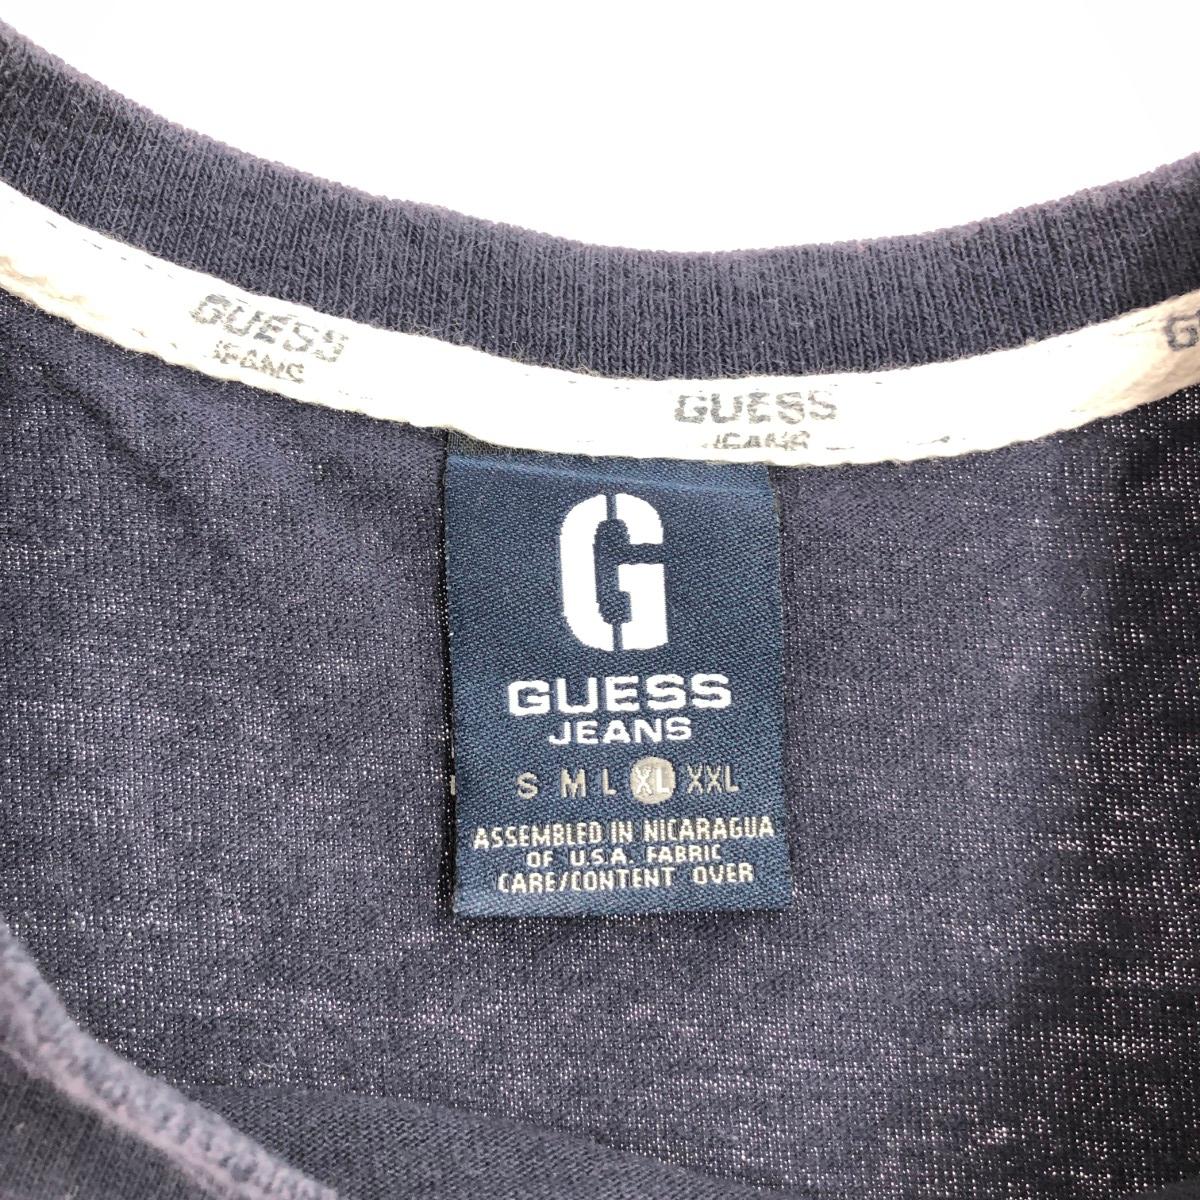 GUESS
JEANS
GUESS
JEANS
G
G
GUESS
JEANS
S M L XL XXL
ASSEMBLED IN NICARAGUA
OF U.S.A. FABRIC
CARE/CONTENT OVER